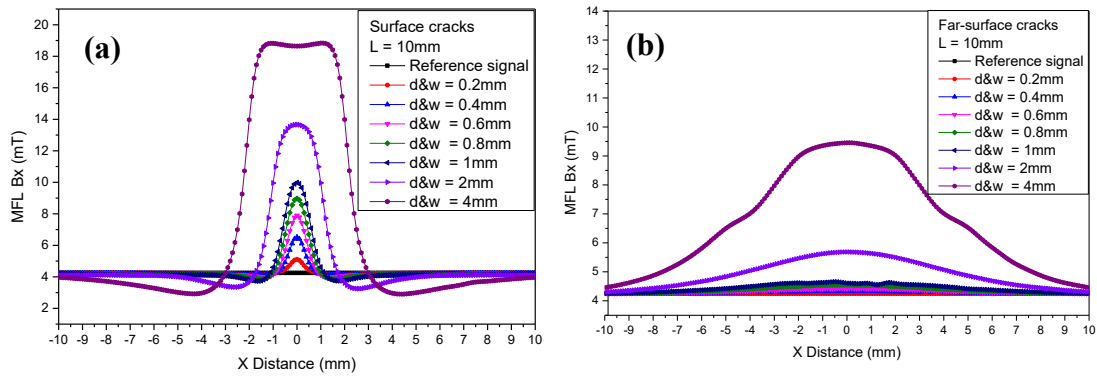 (a)
Surface cracks
L = 10mm
Reference signal
d&w = 0.2mm
d&w = 0.4mm
d&w = 0.6mm
d&w = 0.8mm
d&w = 1mm
d&w = 2mm
d&w = 4mm
MFL Bx (mT)
20
18
16
14
12
10
8
6
4
2
-10 -9 -8 -7 -6 -5 -4 -3 -2 -1 0 1 2 3 4 5 6 7 8 9 10
X Distance (mm)
(b)
Far-surface cracks
L = 10mm
Reference signal
d&w = 0.2mm
d&w = 0.4mm
d&w = 0.6mm
d&w = 0.8mm
d&w = 1mm
d&w = 2mm
d&w = 4mm
MFL Bx (mT)
14
13
12
11
10
9
8
7
6
5
4
-10 -9 -8 -7 -6 -5 -4 -3 -2 -1 0 1 2 3 4 5 6 7 8 9 10
X Distance (mm)